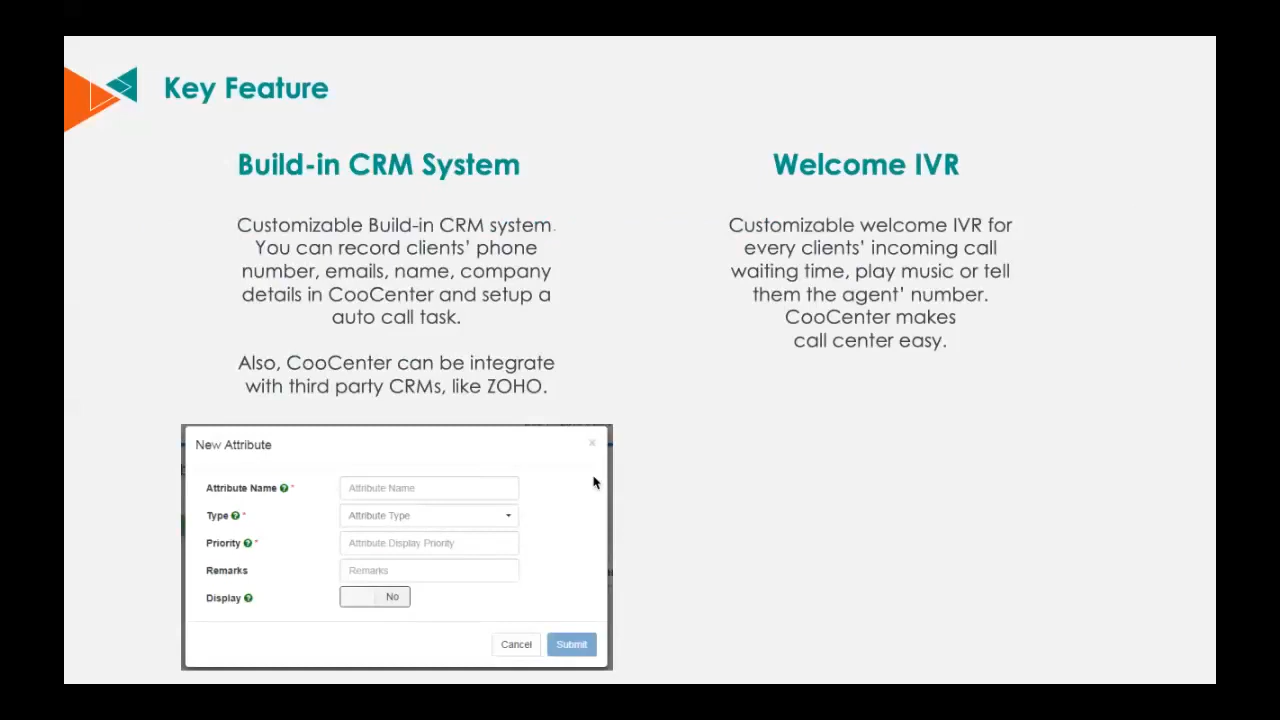 Key Feature
Build-in CRM System
Customizable Build-in CRM system.
You can record clients’ phone
number, emails, name, company
details in CooCenter and setup a
auto call task.
Also, CooCenter can be integrate
with third party CRMs, like ZOHO.
Welcome IVR
Customizable welcome IVR for
every clients’ incoming call
waiting time, play music or tell
them the agent’ number.
CooCenter makes
call center easy.
New Attribute ×
Attribute Name ? * Attribute Name
Type ? * Attribute Type
Priority ? * Attribute Display Priority
Remarks Remarks
Display ? No
Cancel Submit